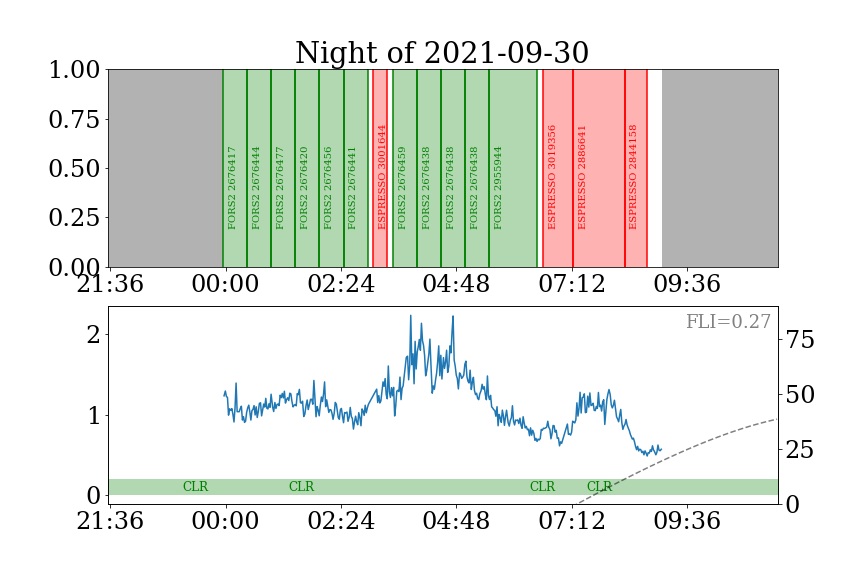 Night of 2021-09-30
1.00
0.75
0.50
0.25
0.00
FORS2 2676417
FORS2 2676444
FORS2 2676477
FORS2 2676420
FORS2 2676456
FORS2 2676441
ESPRESSO 3001644
FORS2 2676459
FORS2 2676438
FORS2 2676438
FORS2 2676438
FORS2 2955944
ESPRESSO 3019356
ESPRESSO 2886641
ESPRESSO 2844158
21:36 00:00 02:24 04:48 07:12 09:36
FLI=0.27
2
1
0
75
50
25
0
CLR CLR CLR CLR
21:36 00:00 02:24 04:48 07:12 09:36